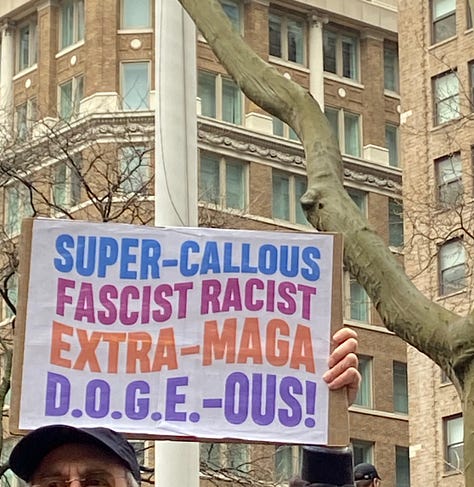 SUPER-CALLOUS
FASCIST RACIST
EXTRA-MAGA
D.O.G.E.-OUS!